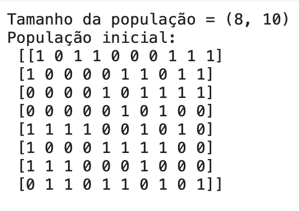 Tamanho da população = (8, 10)
População inicial:
[[1 0 1 1 0 0 0 1 1 1]
[1 0 0 0 0 1 1 0 1 1]
[0 0 0 0 1 0 1 1 1 1]
[0 0 0 0 0 1 0 1 0 0]
[1 1 1 1 0 0 1 0 1 0]
[1 0 0 0 1 1 1 1 0 0]
[1 1 1 0 0 0 1 0 0 0]
[0 1 1 0 1 1 0 1 0 1]]